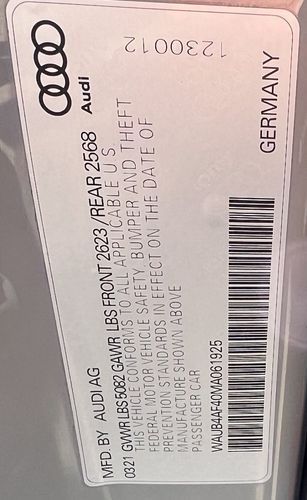 Audi
1230012
MFD. BY AUDI AG
0321 GVWR LBS 5082 GAWR LBS FRONT 2623 / REAR 2568
THIS VEHICLE CONFORMS TO ALL APPLICABLE U.S.
FEDERAL MOTOR VEHICLE SAFETY, BUMPER AND THEFT
PREVENTION STANDARDS IN EFFECT ON THE DATE OF
MANUFACTURE SHOWN ABOVE
PASSENGER CAR
WAUB4AF40MA061925
GERMANY